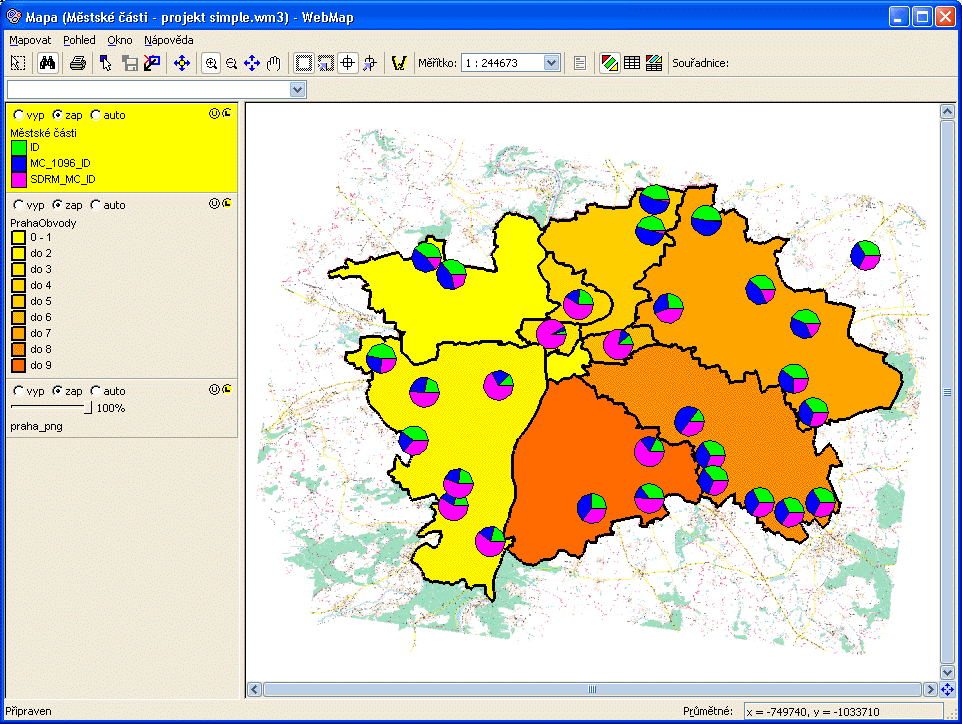 Mapa (Městské části - projekt simple.wm3) - WebMap
Mapovat Pohled Okno Nápověda
Měřítko: 1 : 244673 Souřadnice:
vyp zap auto
Městské části
ID
MC_1096_ID
SDRM_MC_ID
vyp zap auto
PrahaObvody
0 - 1
do 2
do 3
do 4
do 5
do 6
do 7
do 8
do 9
vyp zap auto
100%
praha_png
Připraven Průmětné: x = -749740, y = -1033710